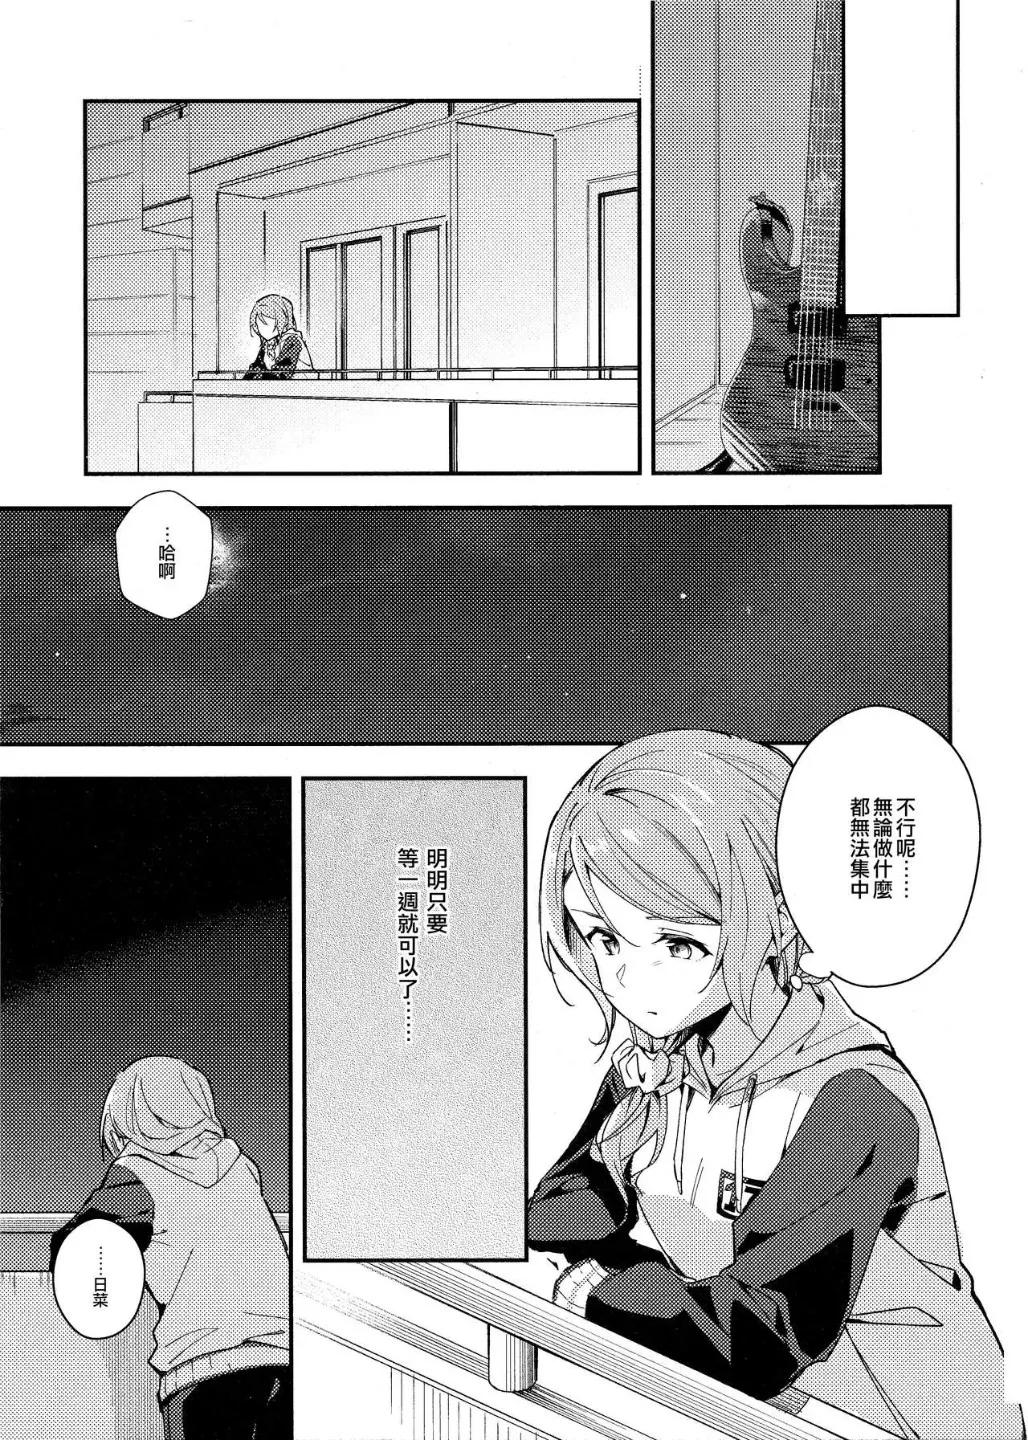 …哈啊
不行呢……
無論做什麼
都無法集中
明明只要
等一週就可以了……
……日菜